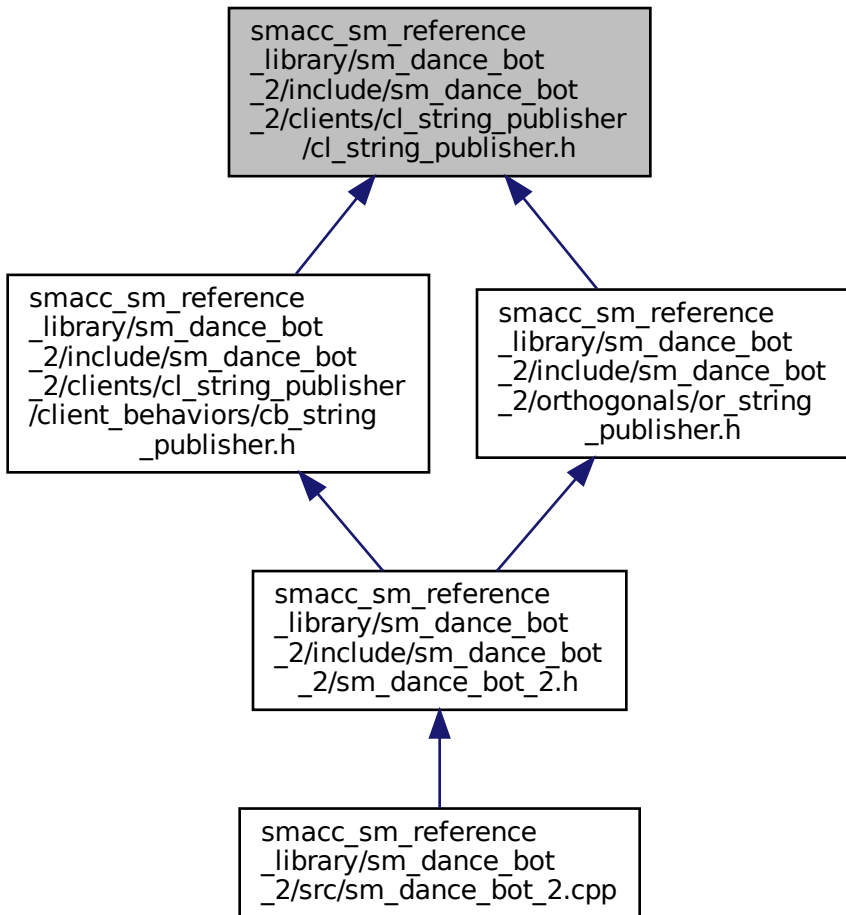 smacc_sm_reference
_library/sm_dance_bot
_2/include/sm_dance_bot
_2/clients/cl_string_publisher
/cl_string_publisher.h
smacc_sm_reference
_library/sm_dance_bot
_2/include/sm_dance_bot
_2/clients/cl_string_publisher
/client_behaviors/cb_string
_publisher.h
smacc_sm_reference
_library/sm_dance_bot
_2/include/sm_dance_bot
_2/orthogonals/or_string
_publisher.h
smacc_sm_reference
_library/sm_dance_bot
_2/include/sm_dance_bot
_2/sm_dance_bot_2.h
smacc_sm_reference
_library/sm_dance_bot
_2/src/sm_dance_bot_2.cpp